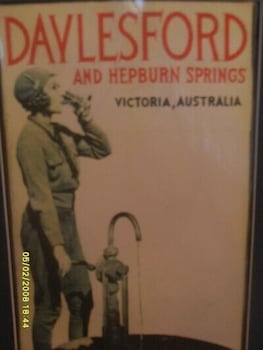 DAYLESFORD
AND HEPBURN SPRINGS
VICTORIA, AUSTRALIA
05/02/2008 18:44